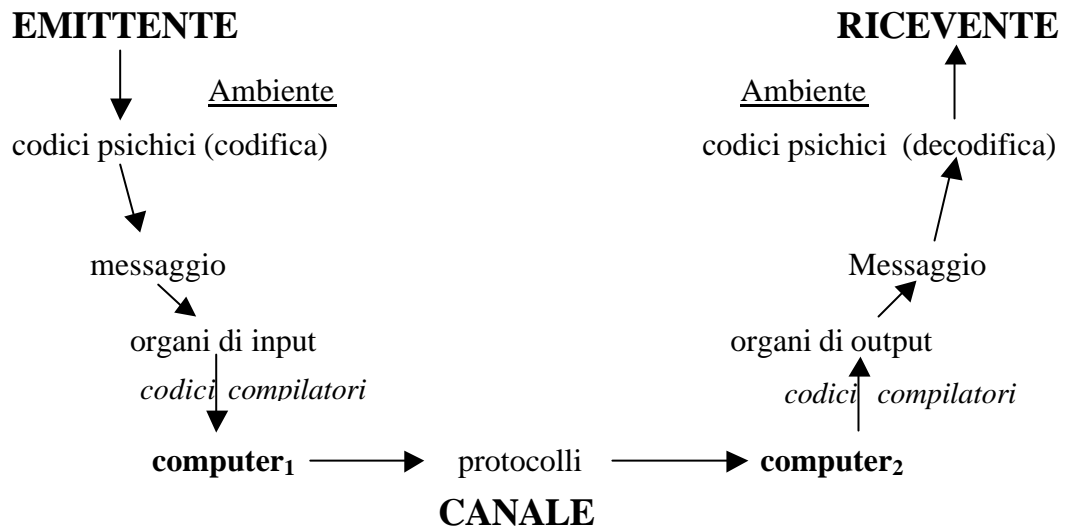 EMITTENTE RICEVENTE
Ambiente Ambiente
codici psichici (codifica) codici psichici (decodifica)
messaggio Messaggio
organi di input organi di output
codici compilatori codici compilatori
computer₁ protocolli computer₂
CANALE